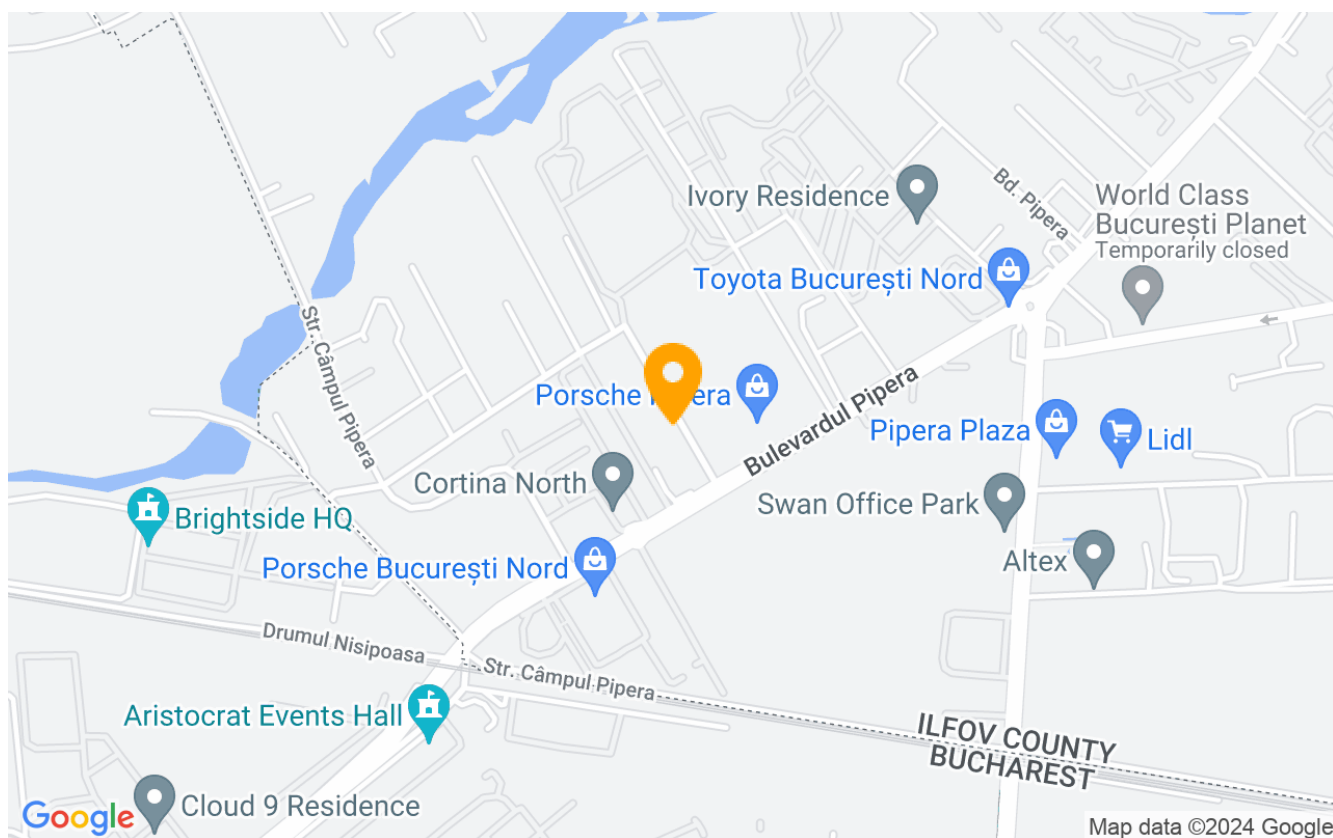 Ivory Residence
Bd. Pipera
World Class
București Planet
Temporarily closed
Toyota București Nord
Str. Câmpul Pipera
Porsche
Bulevardul Pipera
Pipera Plaza
Lidl
Cortina North
Swan Office Park
Brightside HQ
Altex
Porsche București Nord
Drumul Nisipoasa
Str. Câmpul Pipera
Aristocrat Events Hall
ILFOV COUNTY
BUCHAREST
Cloud 9 Residence
Google
Map data ©2024 Google